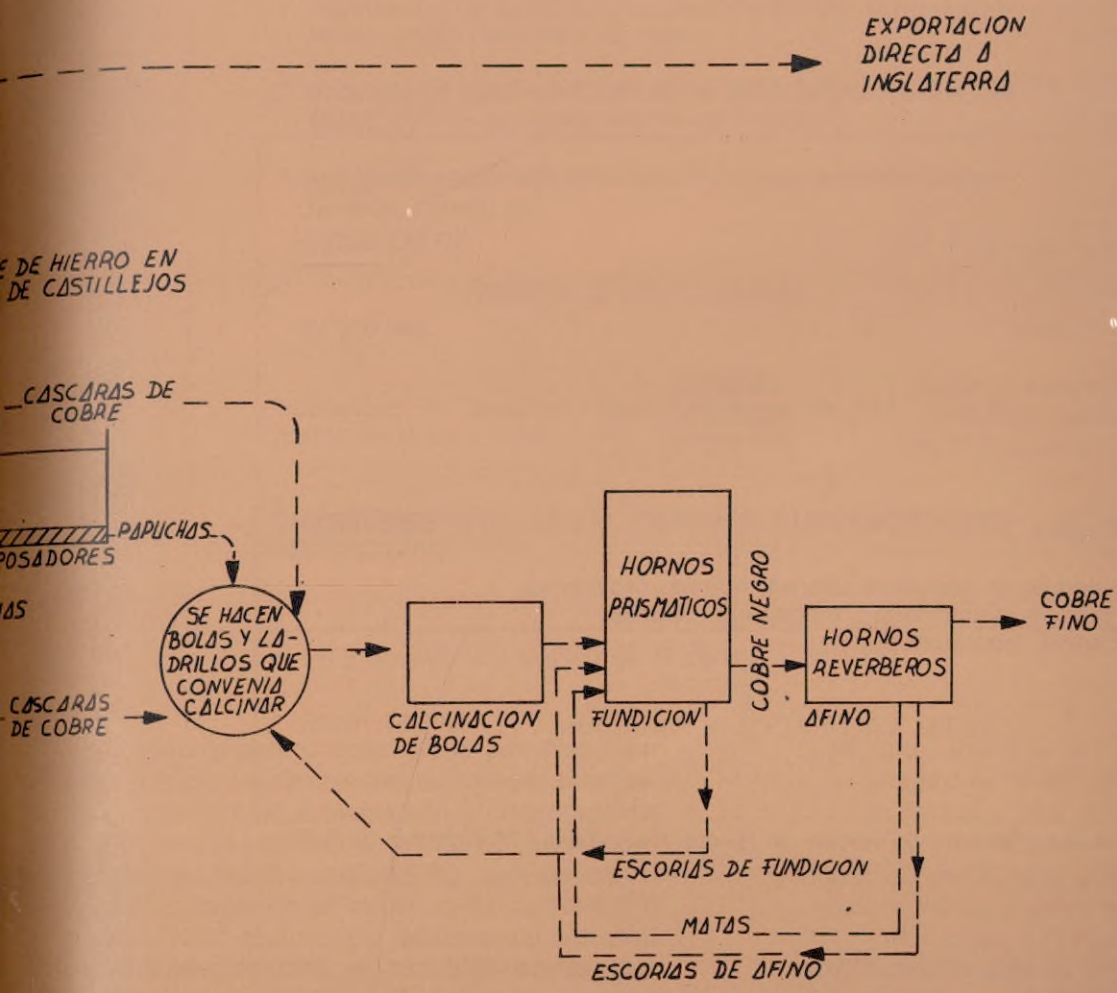 EXPORTACION
DIRECTA A
INGLATERRA
DE HIERRO EN
DE CASTILLEJOS
CASCARAS DE
COBRE
PAPUCHAS
SE HACEN
BOLAS Y LA-
DRILLOS QUE
CONVENIA
CALCINAR
CASCARAS
DE COBRE
CALCINACION
DE BOLAS
HORNOS
PRISMATICOS
FUNDICION
COBRE NEGRO
HORNOS
REVERBEROS
AFINO
COBRE
FINO
ESCORIAS DE FUNDICION
MATAS
ESCORIAS DE AFINO